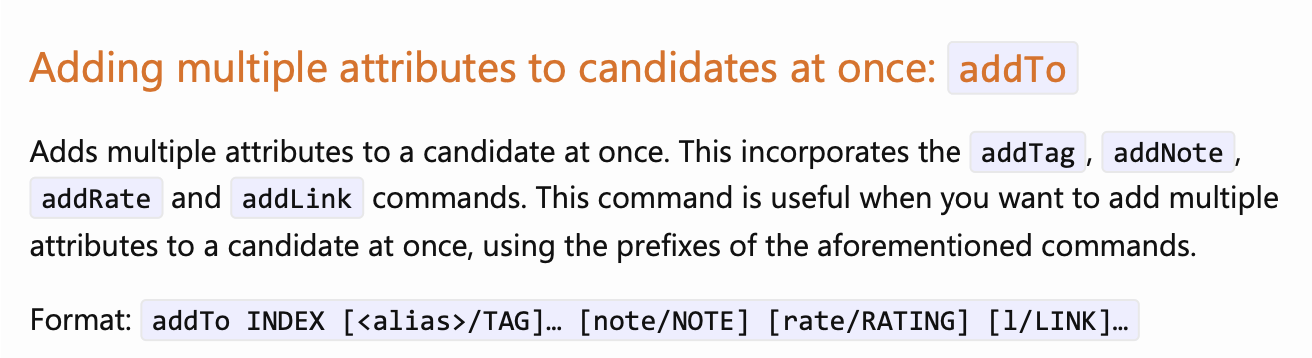 Adding multiple attributes to candidates at once: addTo
Adds multiple attributes to a candidate at once. This incorporates the addTag, addNote,
addRate and addLink commands. This command is useful when you want to add multiple
attributes to a candidate at once, using the prefixes of the aforementioned commands.
Format: addTo INDEX [<alias>/TAG]… [note/NOTE] [rate/RATING] [l/LINK]…